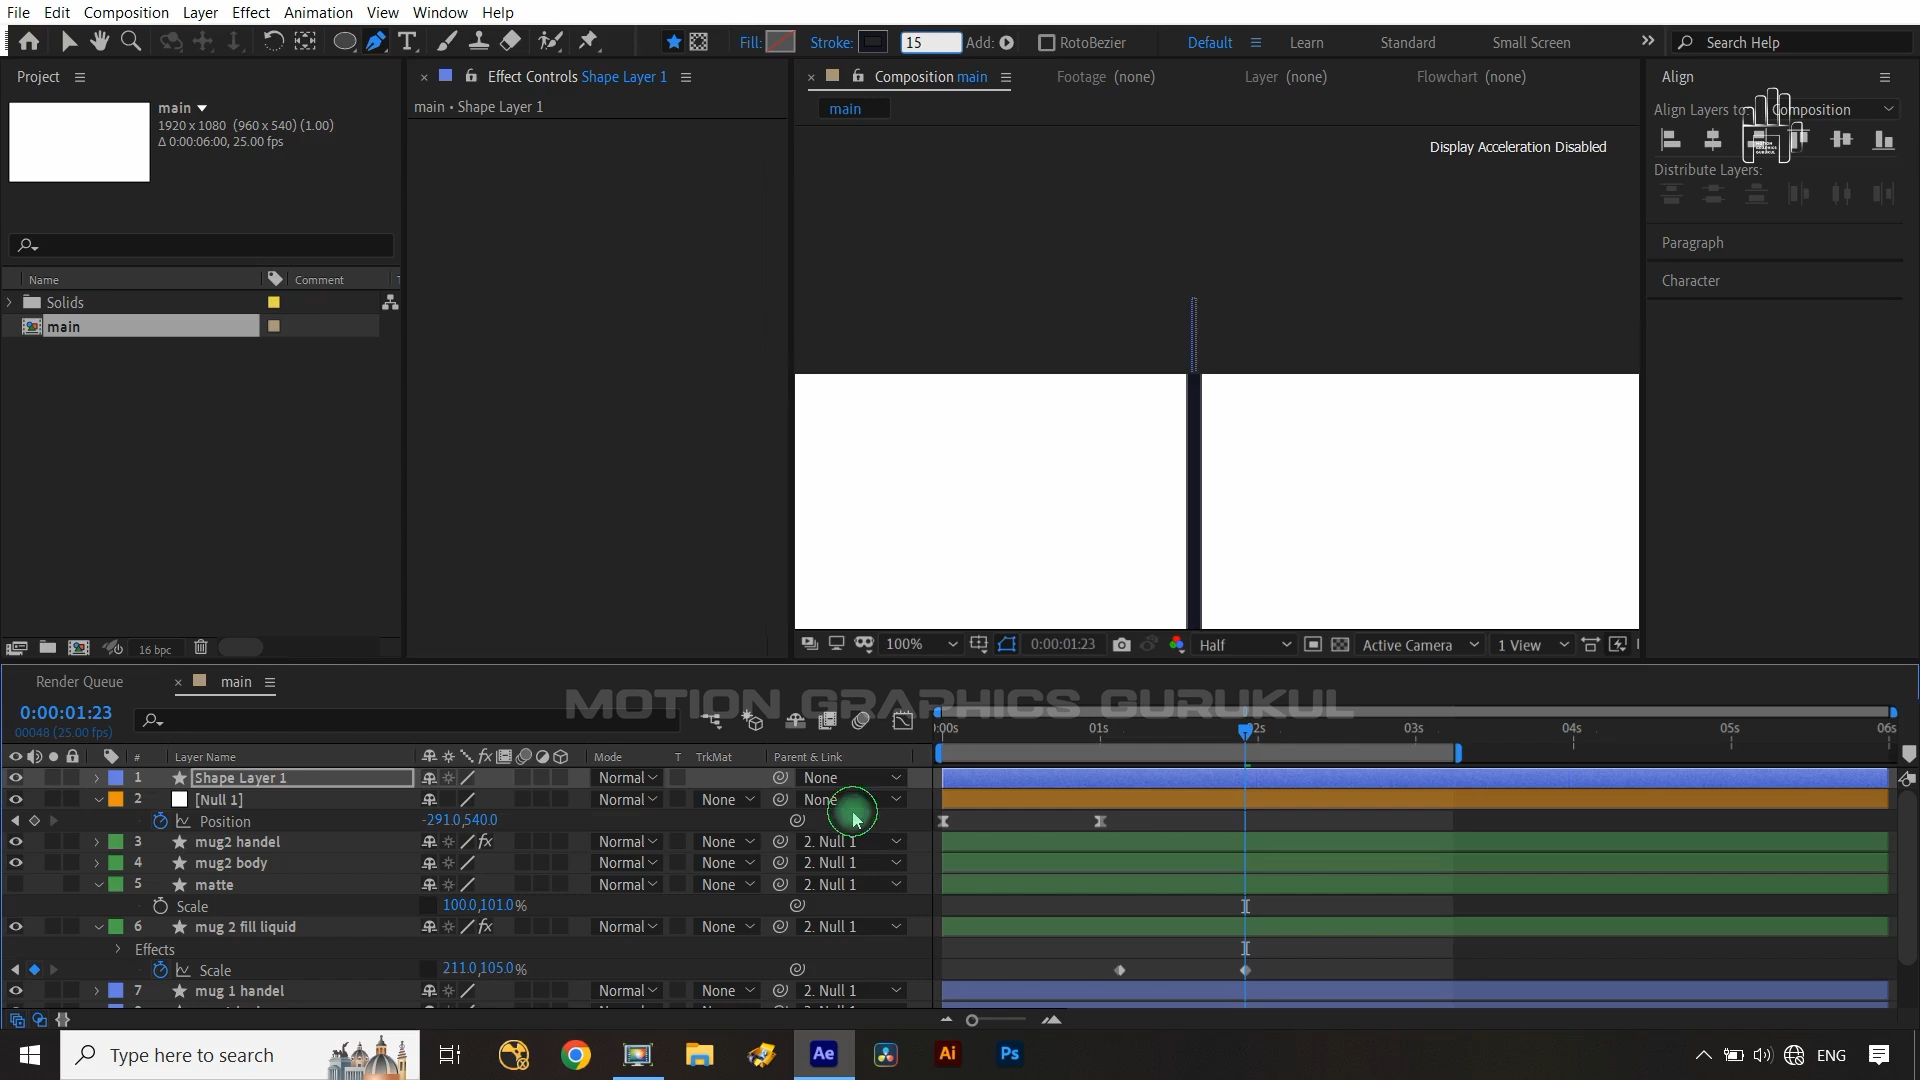 File Edit Composition Layer Effect Animation View Window Help
Fill: Stroke: 15 Add: RotoBezier Default Learn Standard Small Screen Search Help
Project
Effect Controls Shape Layer 1
Composition main
Footage (none)
Layer (none)
Flowchart (none)
Align
main
1920 x 1080 (960 x 540) (1.00)
Δ 0:00:06:00, 25.00 fps
main • Shape Layer 1
main
Align Layers to: Composition
Display Acceleration Disabled
Distribute Layers:
Paragraph
Character
Name Comment
Solids
main
16 bpc
100% 0:00:01:23 Half Active Camera 1 View
Render Queue
main
MOTION GRAPHICS GURUKUL
0:00:01:23
00048 (25.00 fps)
:00s 01s 02s 03s 04s 05s 06s
# Layer Name Mode T TrkMat Parent & Link
1 Shape Layer 1 Normal None
2 [Null 1] Normal None None
Position -291.0,540.0
3 mug2 handel Normal None 2. Null 1
4 mug2 body Normal None 2. Null 1
5 matte Normal None 2. Null 1
Scale 100.0,101.0%
6 mug 2 fill liquid Normal None 2. Null 1
Effects
Scale 211.0,105.0%
7 mug 1 handel Normal None 2. Null 1
Type here to search
Ae Ai Ps
ENG